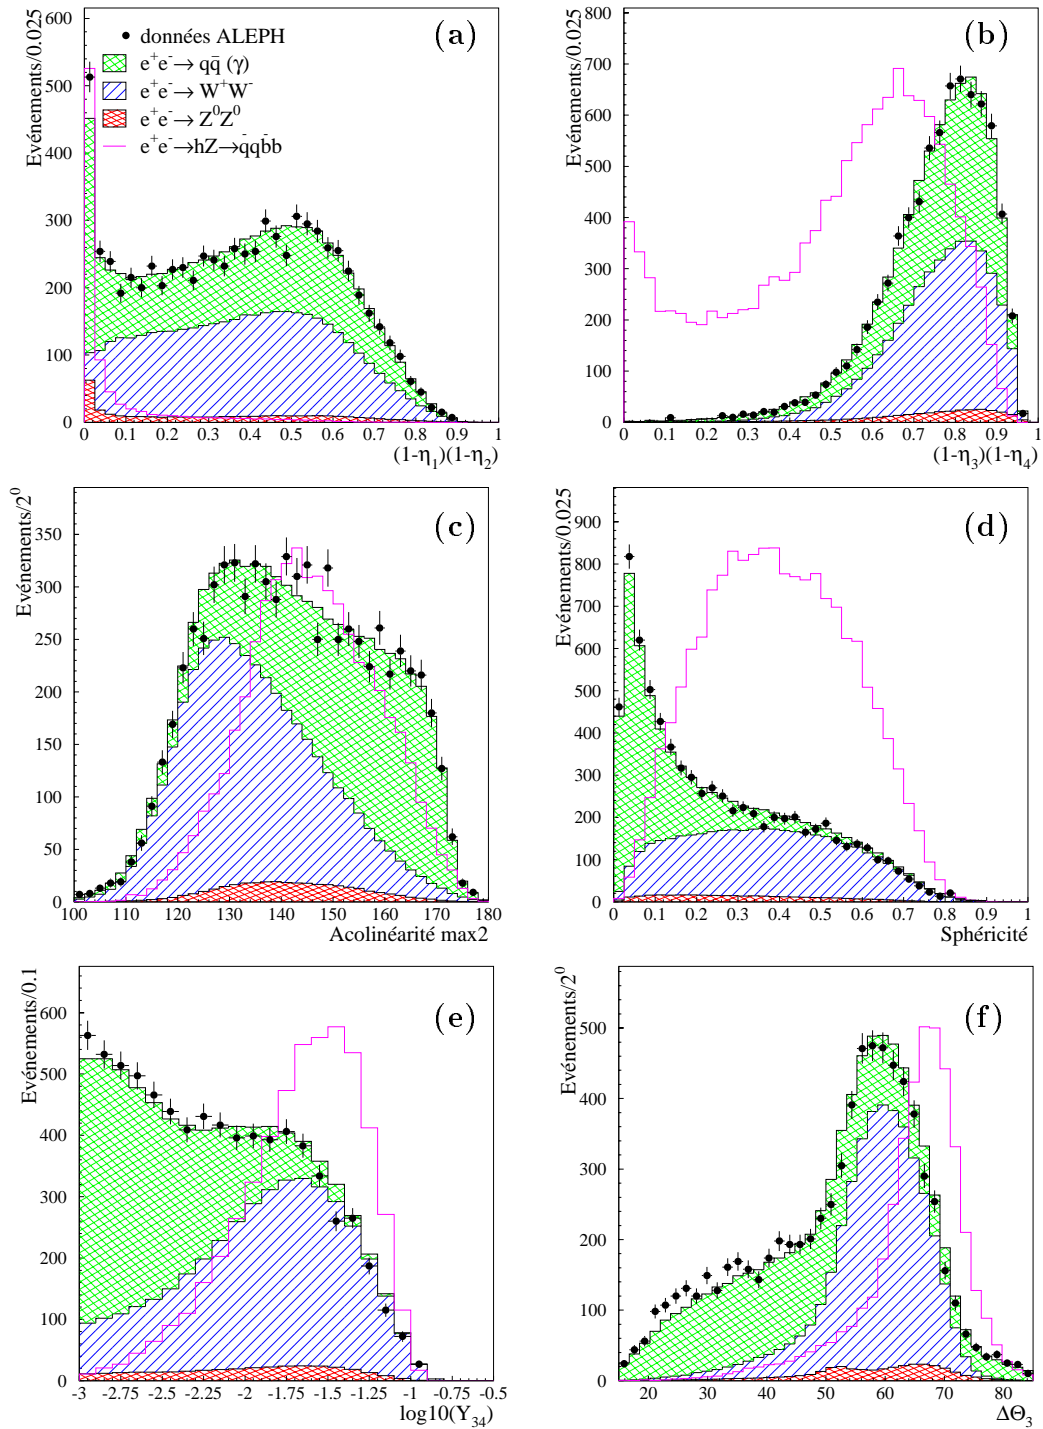 Evénements/0.025
600
500
400
300
200
100
0
(a)
données ALEPH
e⁺e⁻→ qq̄ (γ)
e⁺e⁻→ W⁺W⁻
e⁺e⁻→ Z⁰Z⁰
e⁺e⁻→hZ→q̄qb̄b
0 0.1 0.2 0.3 0.4 0.5 0.6 0.7 0.8 0.9 1
(1-η₁)(1-η₂)
Evénements/0.025
800
700
600
500
400
300
200
100
0
(b)
0 0.1 0.2 0.3 0.4 0.5 0.6 0.7 0.8 0.9 1
(1-η₃)(1-η₄)
Evénements/2⁰
350
300
250
200
150
100
50
0
(c)
100 110 120 130 140 150 160 170 180
Acolinéarité max2
Evénements/0.025
900
800
700
600
500
400
300
200
100
0
(d)
0 0.1 0.2 0.3 0.4 0.5 0.6 0.7 0.8 0.9 1
Sphéricité
Evénements/0.1
600
500
400
300
200
100
0
(e)
-3 -2.75 -2.5 -2.25 -2 -1.75 -1.5 -1.25 -1 -0.75 -0.5
log10(Y₃₄)
Evénements/2⁰
500
400
300
200
100
0
(f)
20 30 40 50 60 70 80
ΔΘ₃